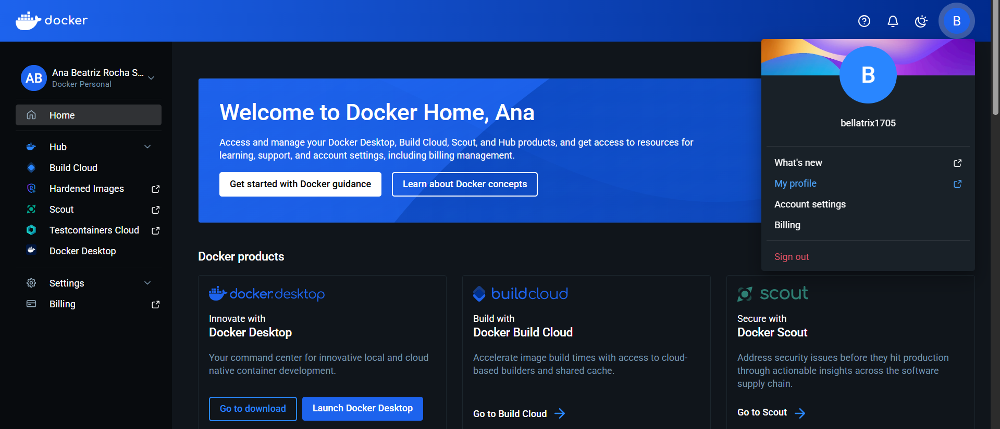 docker
B
AB
Ana Beatriz Rocha S...
Docker Personal
Home
Hub
Build Cloud
Hardened Images
Scout
Testcontainers Cloud
Docker Desktop
Settings
Billing
Welcome to Docker Home, Ana
Access and manage your Docker Desktop, Build Cloud, Scout, and Hub products, and get access to resources for
learning, support, and account settings, including billing management.
Get started with Docker guidance
Learn about Docker concepts
B
bellatrix1705
What's new
My profile
Account settings
Billing
Sign out
Docker products
docker.desktop
Innovate with
Docker Desktop
Your command center for innovative local and cloud
native container development.
Go to download
Launch Docker Desktop
buildcloud
Build with
Docker Build Cloud
Accelerate image build times with access to cloud-
based builders and shared cache.
Go to Build Cloud
scout
Secure with
Docker Scout
Address security issues before they hit production
through actionable insights across the software
supply chain.
Go to Scout